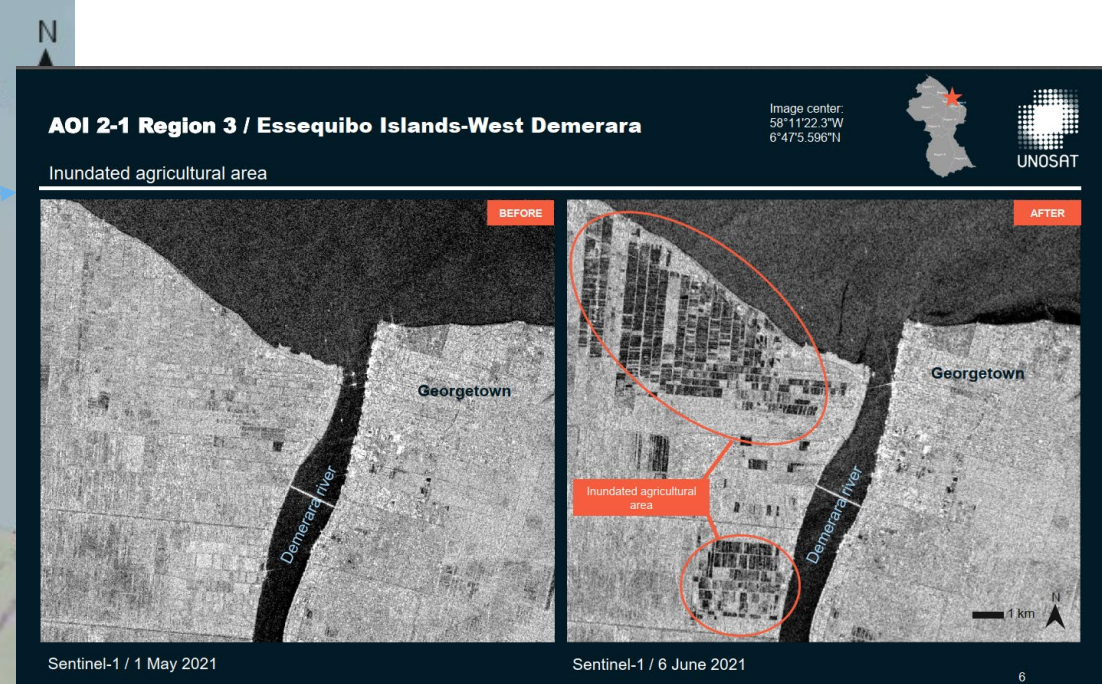 N
AOI 2-1 Region 3 / Essequibo Islands-West Demerara
Inundated agricultural area
Image center:
58°11'22.3"W
6°47'5.596"N
UNOSAT
BEFORE
Georgetown
Demerara river
Sentinel-1 / 1 May 2021
AFTER
Georgetown
Inundated agricultural
area
Demerara river
1 km
N
Sentinel-1 / 6 June 2021
6